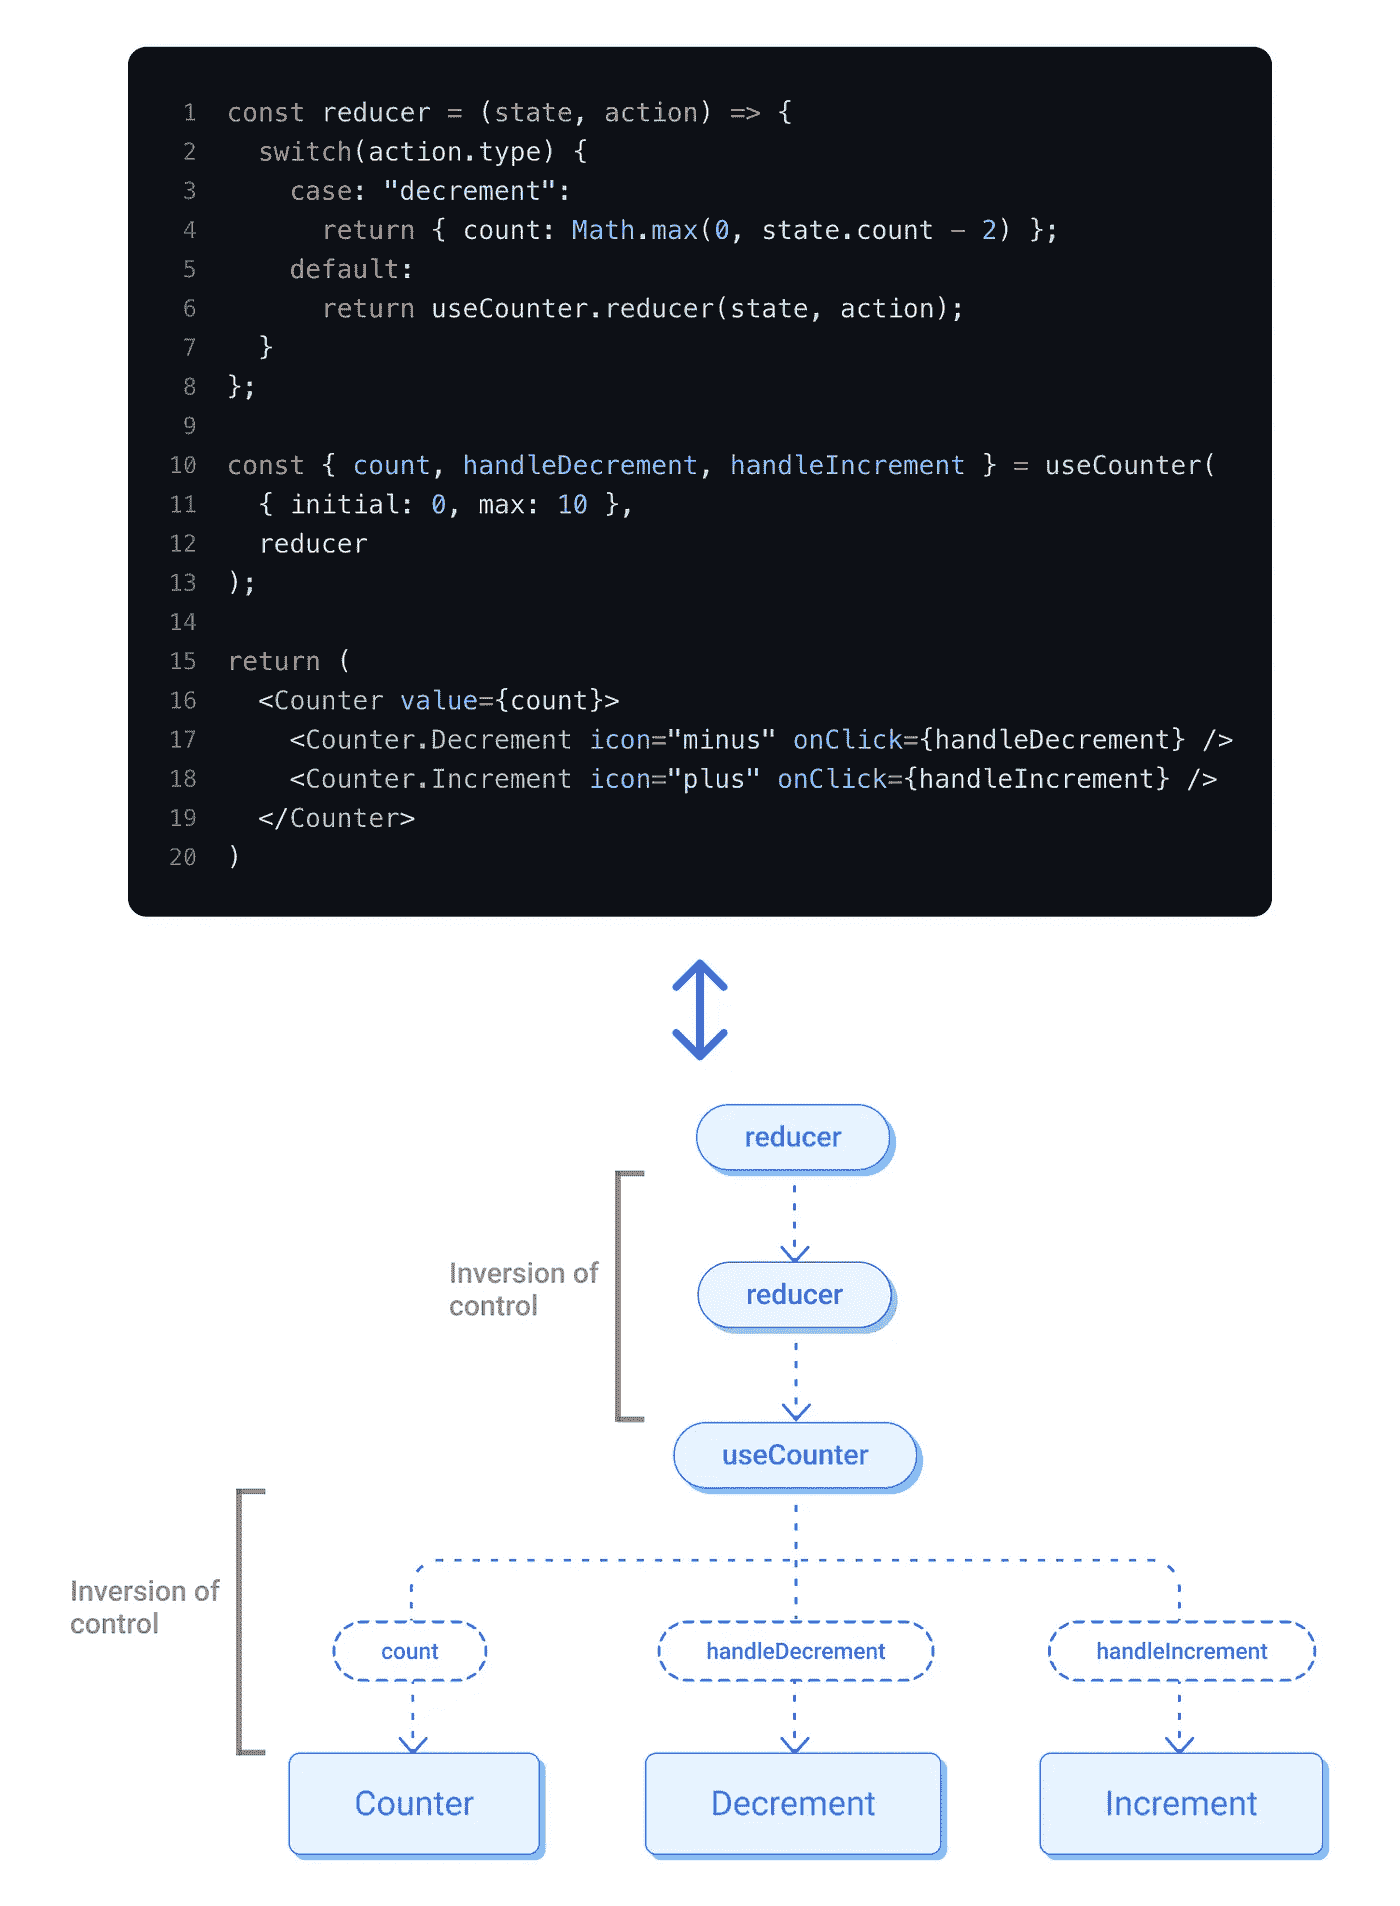 1 const reducer = (state, action) => {
2 switch(action.type) {
3 case: "decrement":
4 return { count: Math.max(0, state.count − 2) };
5 default:
6 return useCounter.reducer(state, action);
7 }
8 };
9
10 const { count, handleDecrement, handleIncrement } = useCounter(
11 { initial: 0, max: 10 },
12 reducer
13 );
14
15 return (
16 <Counter value={count}>
17 <Counter.Decrement icon="minus" onClick={handleDecrement} />
18 <Counter.Increment icon="plus" onClick={handleIncrement} />
19 </Counter>
20 )
reducer
Inversion of
control
reducer
useCounter
Inversion of
control
count
handleDecrement
handleIncrement
Counter
Decrement
Increment